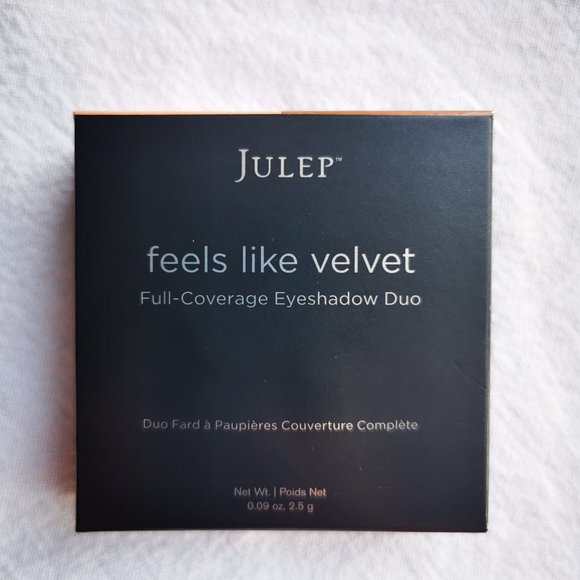 JULEP™
feels like velvet
Full-Coverage Eyeshadow Duo
Duo Fard à Paupières Couverture Complète
Net Wt. | Poids Net
0.09 oz, 2.5 g